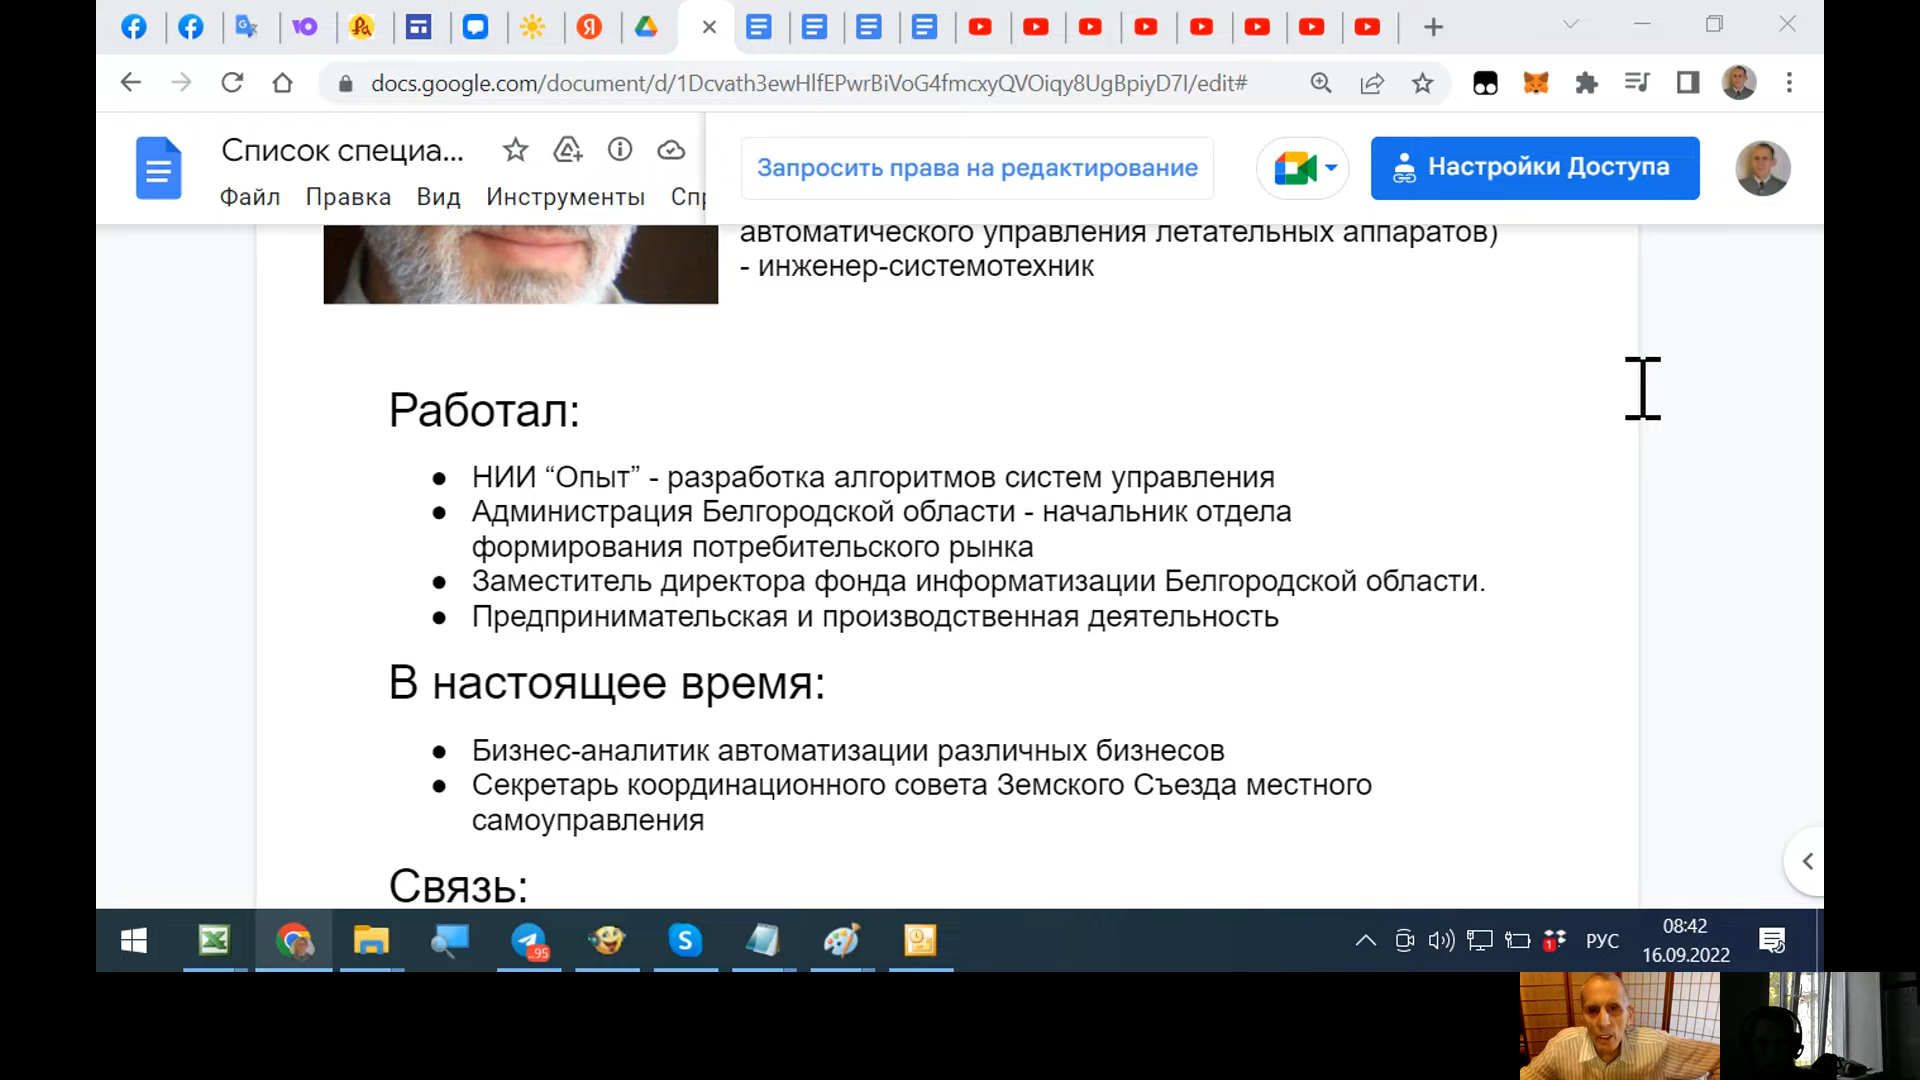 docs.google.com/document/d/1Dcvath3ewHlfEPwrBiVoG4fmcxyQVOiqy8UgBpiyD7I/edit#
Список специа...
Файл Правка Вид Инструменты
Запросить права на редактирование
Настройки Доступа
автоматического управления летательных аппаратов)
- инженер-системотехник
Работал:
● НИИ “Опыт” - разработка алгоритмов систем управления
● Администрация Белгородской области - начальник отдела
формирования потребительского рынка
● Заместитель директора фонда информатизации Белгородской области.
● Предпринимательская и производственная деятельность
В настоящее время:
● Бизнес-аналитик автоматизации различных бизнесов
● Секретарь координационного совета Земского Съезда местного
самоуправления
Связь:
РУС
08:42
16.09.2022